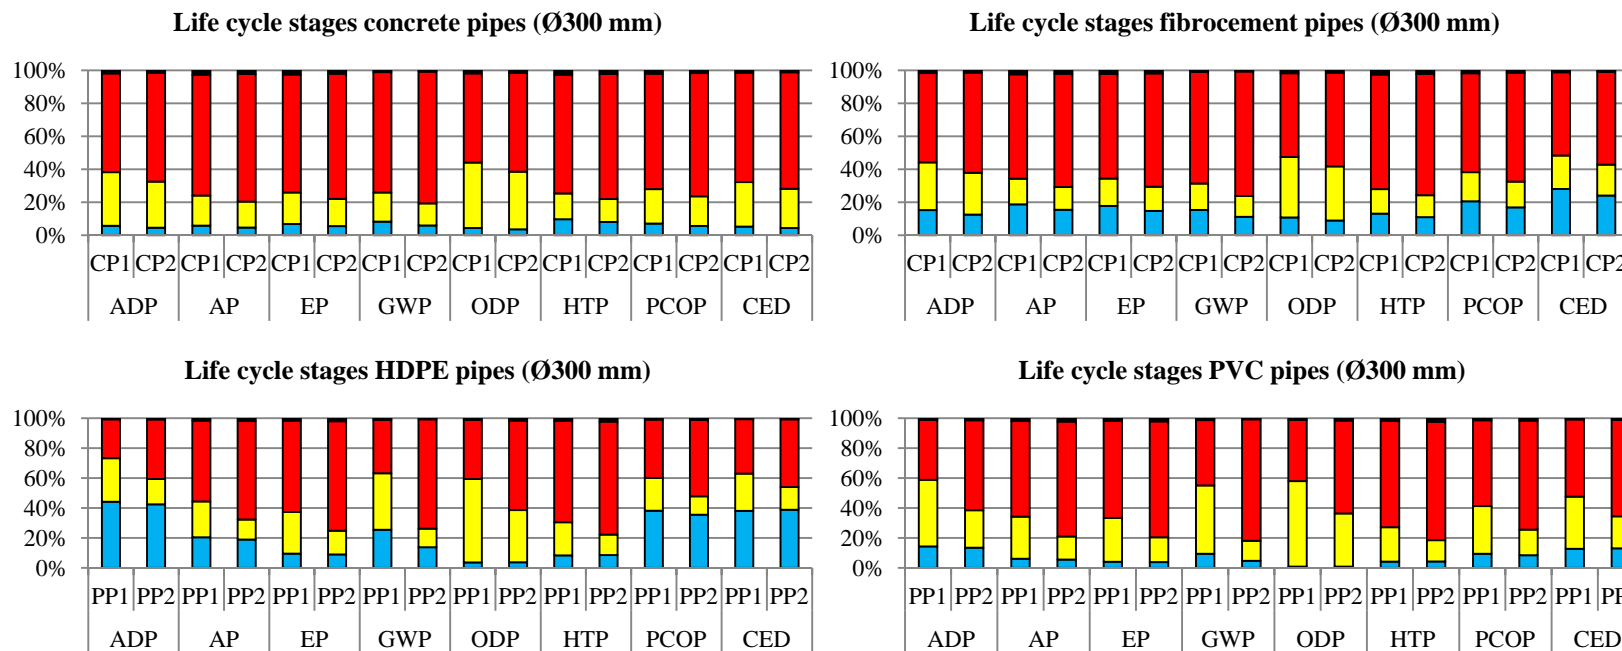 Life cycle stages concrete pipes (Ø300 mm)
100%
80%
60%
40%
20%
0%
CP1 CP2 CP1 CP2 CP1 CP2 CP1 CP2 CP1 CP2 CP1 CP2 CP1 CP2 CP1 CP2
ADP AP EP GWP ODP HTP PCOP CED
Life cycle stages fibrocement pipes (Ø300 mm)
100%
80%
60%
40%
20%
0%
CP1 CP2 CP1 CP2 CP1 CP2 CP1 CP2 CP1 CP2 CP1 CP2 CP1 CP2 CP1 CP2
ADP AP EP GWP ODP HTP PCOP CED
Life cycle stages HDPE pipes (Ø300 mm)
100%
80%
60%
40%
20%
0%
PP1 PP2 PP1 PP2 PP1 PP2 PP1 PP2 PP1 PP2 PP1 PP2 PP1 PP2 PP1 PP2
ADP AP EP GWP ODP HTP PCOP CED
Life cycle stages PVC pipes (Ø300 mm)
100%
80%
60%
40%
20%
0%
PP1 PP2 PP1 PP2 PP1 PP2 PP1 PP2 PP1 PP2 PP1 PP2 PP1 PP2 PP1
ADP AP EP GWP ODP HTP PCOP CED